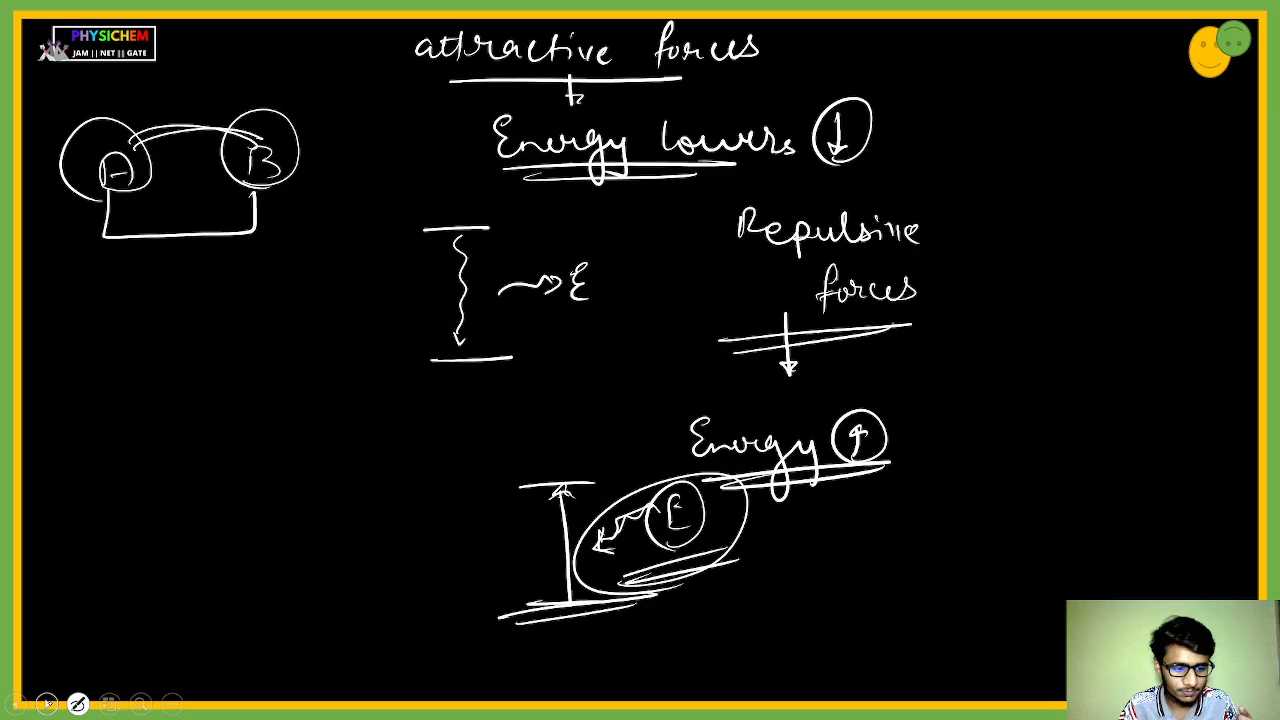 PHYSICHEM
JAM || NET || GATE
attractive forces
Energy lowers ↓
A B
Repulsive
forces
E
Energy ↑
E